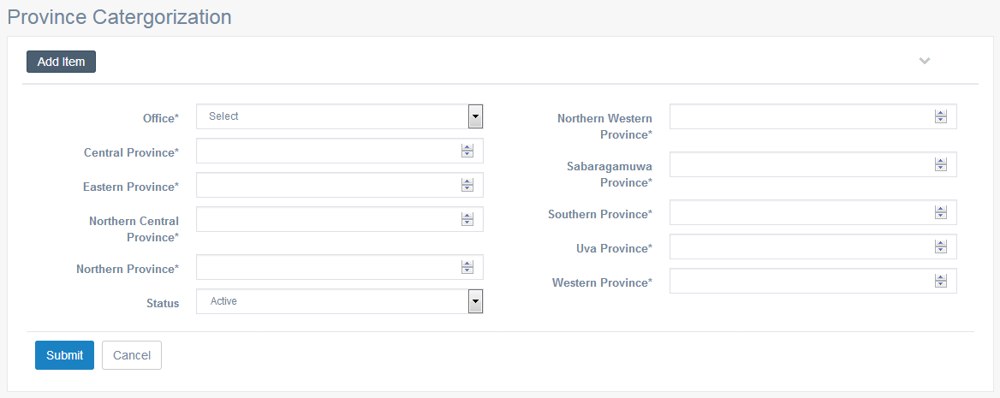 Province Catergorization
Add Item
Office*
Select
Central Province*
Eastern Province*
Northern Central
Province*
Northern Province*
Status
Active
Northern Western
Province*
Sabaragamuwa
Province*
Southern Province*
Uva Province*
Western Province*
Submit
Cancel